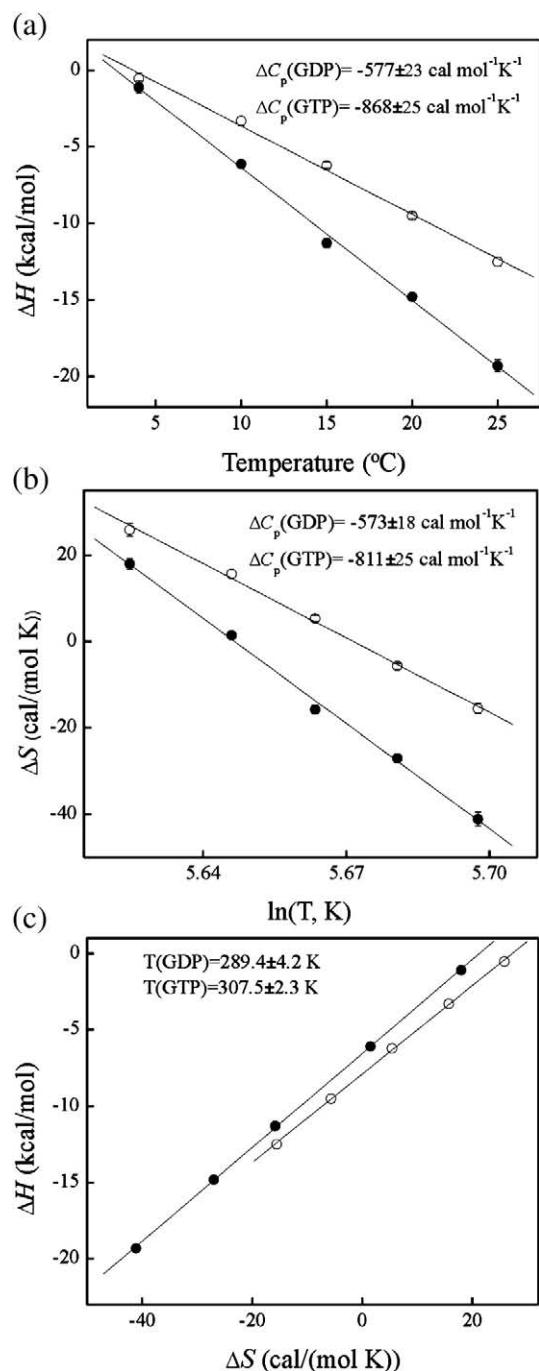 (a)
0
-5
-10
-15
-20
ΔH (kcal/mol)
ΔCp(GDP)= -577±23 cal mol⁻¹K⁻¹
ΔCp(GTP)= -868±25 cal mol⁻¹K⁻¹
5 10 15 20 25
Temperature (ºC)
(b)
20
0
-20
-40
ΔS (cal/(mol K))
ΔCp(GDP)= -573±18 cal mol⁻¹K⁻¹
ΔCp(GTP)= -811±25 cal mol⁻¹K⁻¹
5.64 5.67 5.70
ln(T, K)
(c)
0
-5
-10
-15
-20
ΔH (kcal/mol)
T(GDP)=289.4±4.2 K
T(GTP)=307.5±2.3 K
-40 -20 0 20
ΔS (cal/(mol K))